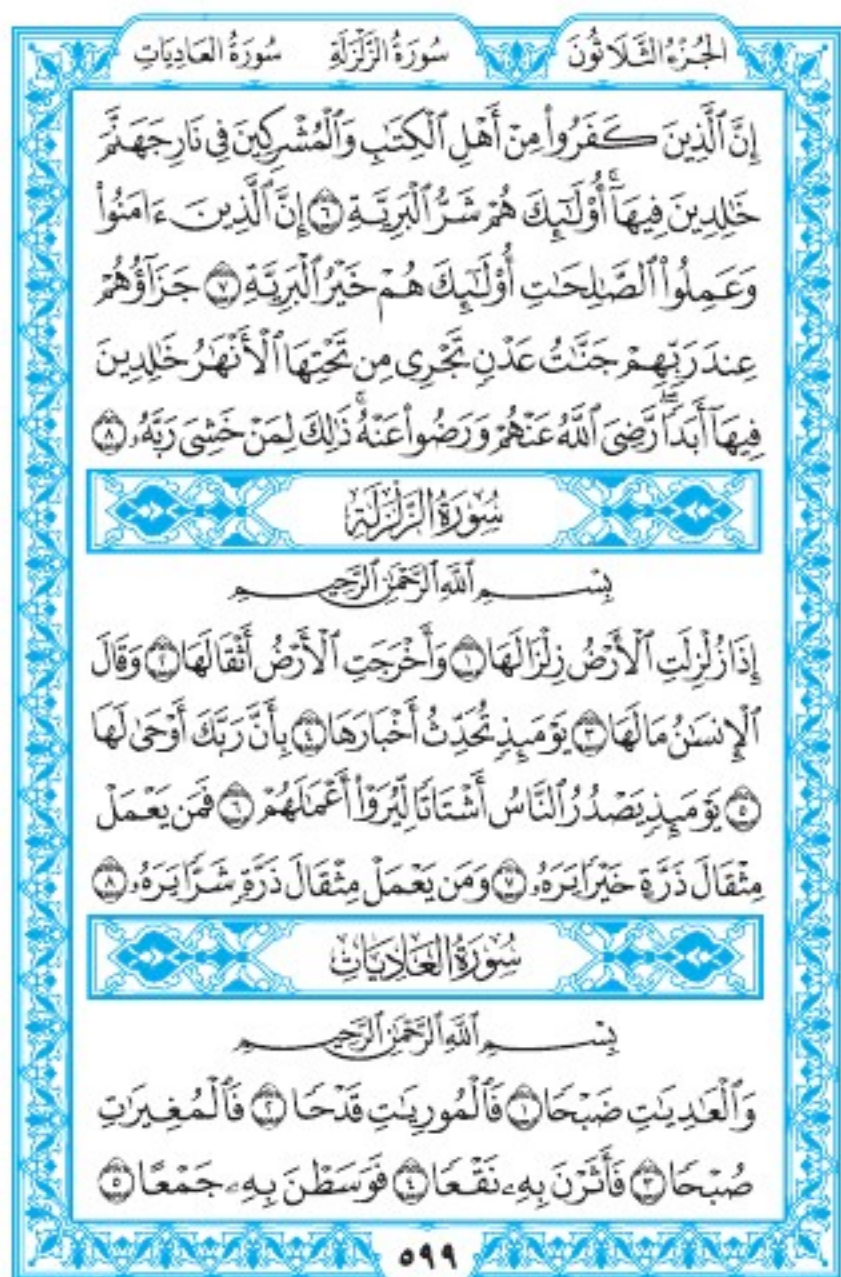 الجُزْءُ الثَّلَاثُونَ سُورَةُ الزَّلْزَلَةِ سُورَةُ العَادِيَاتِ
إِنَّ ٱلَّذِينَ كَفَرُوا۟ مِنْ أَهْلِ ٱلْكِتَٰبِ وَٱلْمُشْرِكِينَ فِى نَارِ جَهَنَّمَ
خَٰلِدِينَ فِيهَآ ۚ أُو۟لَٰٓئِكَ هُمْ شَرُّ ٱلْبَرِيَّةِ ٦ إِنَّ ٱلَّذِينَ ءَامَنُوا۟
وَعَمِلُوا۟ ٱلصَّٰلِحَٰتِ أُو۟لَٰٓئِكَ هُمْ خَيْرُ ٱلْبَرِيَّةِ ٧ جَزَآؤُهُمْ
عِندَ رَبِّهِمْ جَنَّٰتُ عَدْنٍ تَجْرِى مِن تَحْتِهَا ٱلْأَنْهَٰرُ خَٰلِدِينَ
فِيهَآ أَبَدًا ۖ رَّضِىَ ٱللَّهُ عَنْهُمْ وَرَضُوا۟ عَنْهُ ۚ ذَٰلِكَ لِمَنْ خَشِىَ رَبَّهُۥ ٨
سُورَةُ الزَّلْزَلَةِ
بِسْمِ ٱللَّهِ ٱلرَّحْمَٰنِ ٱلرَّحِيمِ
إِذَا زُلْزِلَتِ ٱلْأَرْضُ زِلْزَالَهَا ١ وَأَخْرَجَتِ ٱلْأَرْضُ أَثْقَالَهَا ٢ وَقَالَ
ٱلْإِنسَٰنُ مَا لَهَا ٣ يَوْمَئِذٍ تُحَدِّثُ أَخْبَارَهَا ٤ بِأَنَّ رَبَّكَ أَوْحَىٰ لَهَا
٥ يَوْمَئِذٍ يَصْدُرُ ٱلنَّاسُ أَشْتَاتًا لِّيُرَوْا۟ أَعْمَٰلَهُمْ ٦ فَمَن يَعْمَلْ
مِثْقَالَ ذَرَّةٍ خَيْرًا يَرَهُۥ ٧ وَمَن يَعْمَلْ مِثْقَالَ ذَرَّةٍ شَرًّا يَرَهُۥ ٨
سُورَةُ العَادِيَاتِ
بِسْمِ ٱللَّهِ ٱلرَّحْمَٰنِ ٱلرَّحِيمِ
وَٱلْعَٰدِيَٰتِ ضَبْحًا ١ فَٱلْمُورِيَٰتِ قَدْحًا ٢ فَٱلْمُغِيرَٰتِ
صُبْحًا ٣ فَأَثَرْنَ بِهِۦ نَقْعًا ٤ فَوَسَطْنَ بِهِۦ جَمْعًا ٥
٥٩٩